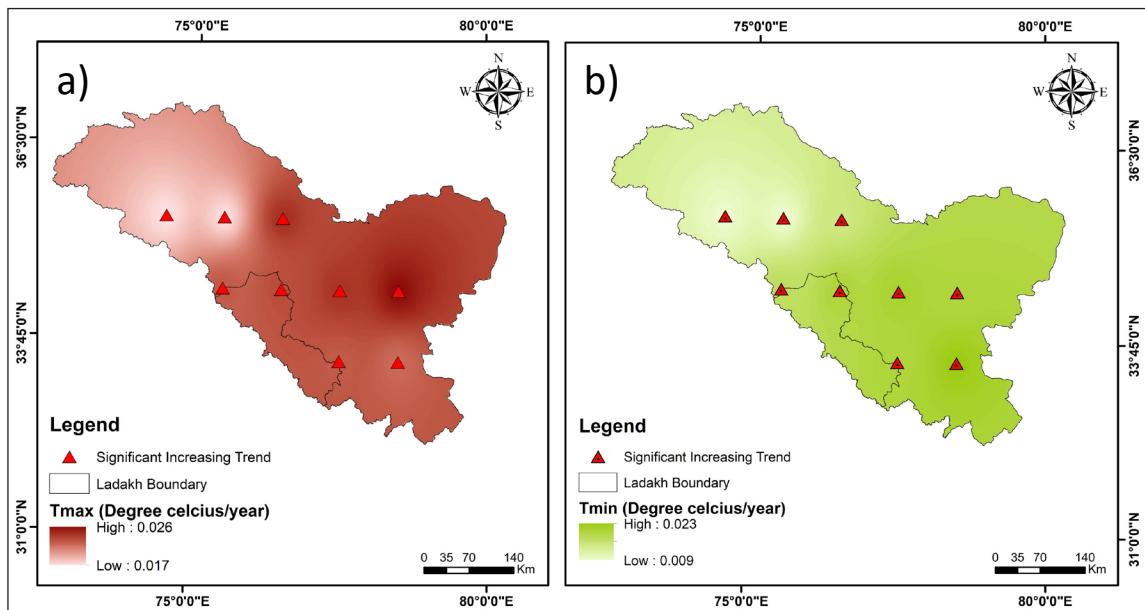 75°0'0"E 80°0'0"E
a)
N
W E
S
36°30'0"N
33°45'0"N
31°0'0"N
Legend
Significant Increasing Trend
Ladakh Boundary
Tmax (Degree celcius/year)
High : 0.026
Low : 0.017
0 35 70 140
Km
75°0'0"E 80°0'0"E
75°0'0"E 80°0'0"E
b)
N
W E
S
36°30'0"N
33°45'0"N
31°0'0"N
Legend
Significant Increasing Trend
Ladakh Boundary
Tmin (Degree celcius/year)
High : 0.023
Low : 0.009
0 35 70 140
Km
75°0'0"E 80°0'0"E